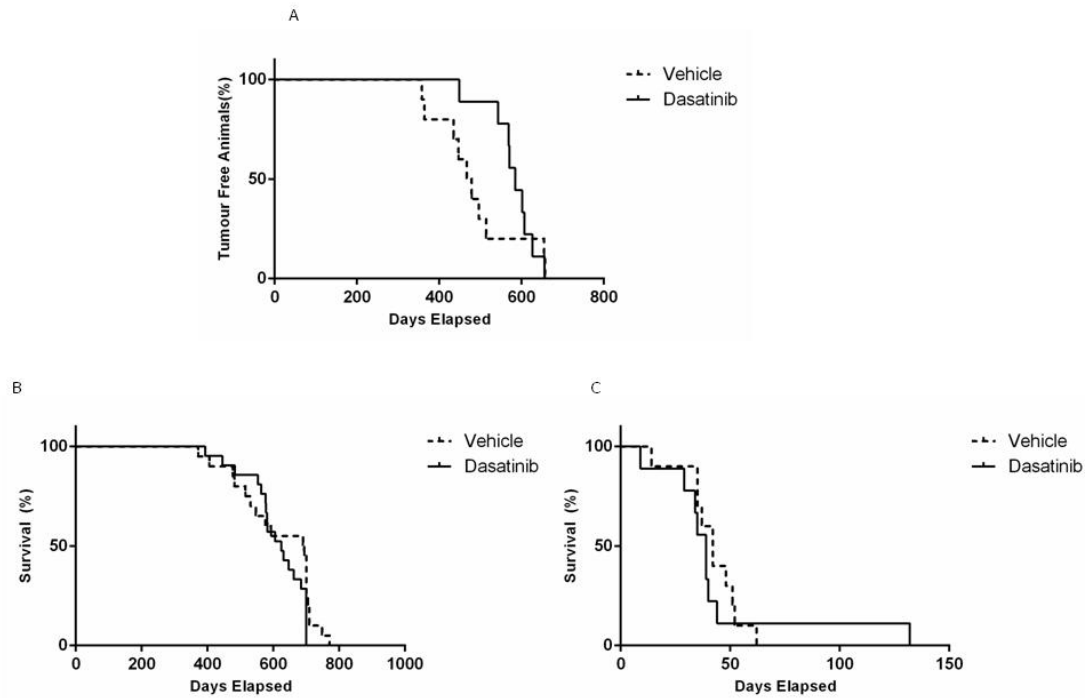 A
Tumour Free Animals(%)
100
50
0
0 200 400 600 800
Days Elapsed
Vehicle
Dasatinib
B
Survival (%)
100
50
0
0 200 400 600 800 1000
Days Elapsed
Vehicle
Dasatinib
C
Survival (%)
100
50
0
0 50 100 150
Days Elapsed
Vehicle
Dasatinib